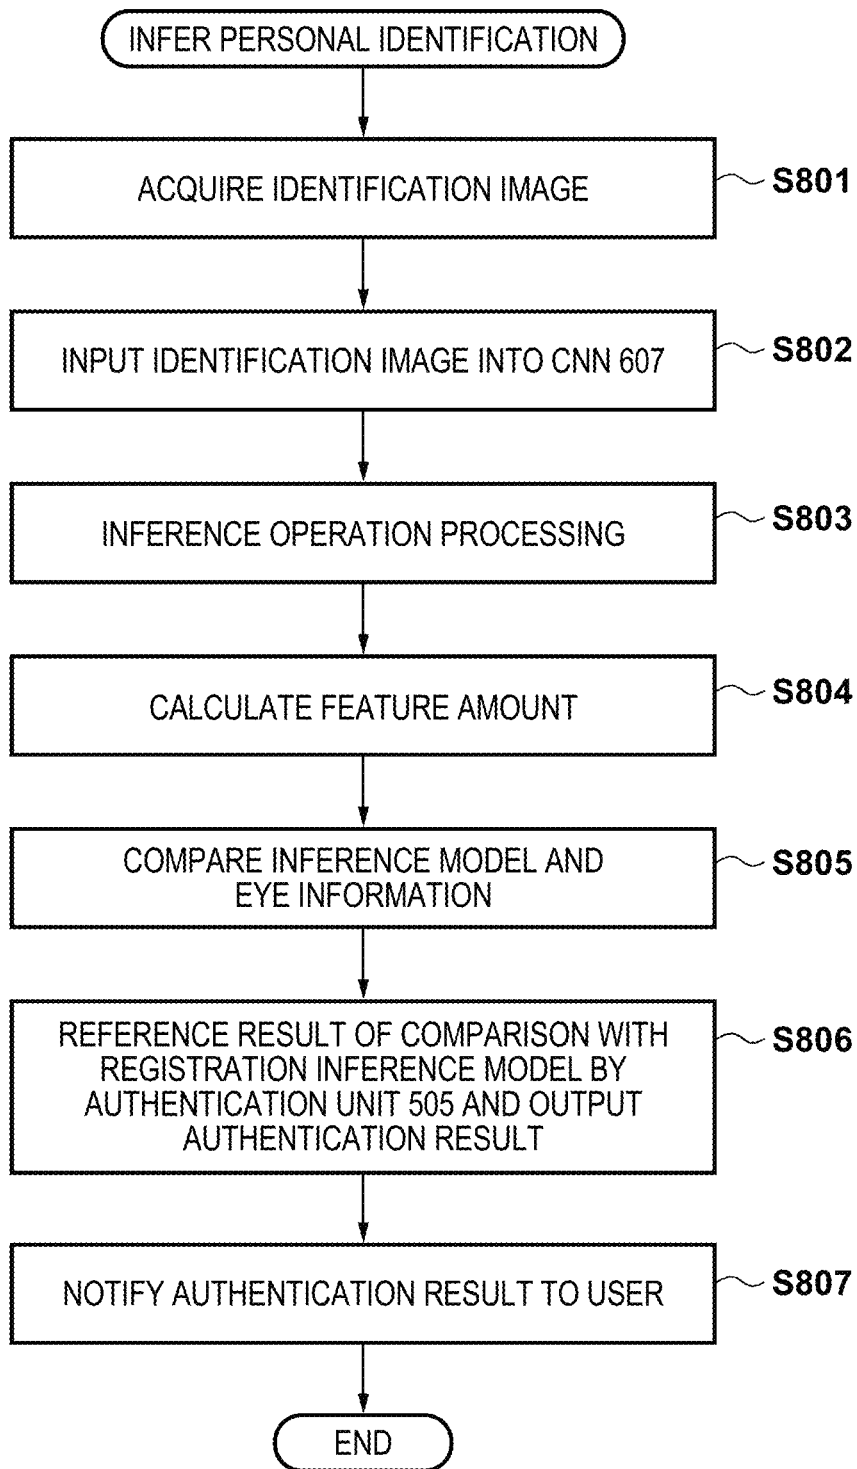 INFER PERSONAL IDENTIFICATION
ACQUIRE IDENTIFICATION IMAGE
S801
INPUT IDENTIFICATION IMAGE INTO CNN 607
S802
INFERENCE OPERATION PROCESSING
S803
CALCULATE FEATURE AMOUNT
S804
COMPARE INFERENCE MODEL AND
EYE INFORMATION
S805
REFERENCE RESULT OF COMPARISON WITH
REGISTRATION INFERENCE MODEL BY
AUTHENTICATION UNIT 505 AND OUTPUT
AUTHENTICATION RESULT
S806
NOTIFY AUTHENTICATION RESULT TO USER
S807
END